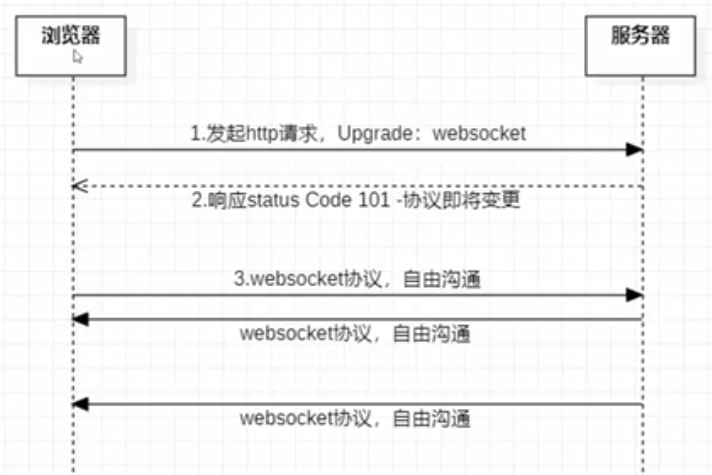 浏览器
服务器
1.发起http请求，Upgrade：websocket
2.响应status Code 101 -协议即将变更
3.websocket协议，自由沟通
websocket协议，自由沟通
websocket协议，自由沟通